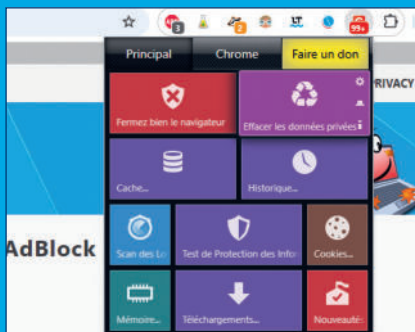 3
2
LT
99+
Principal
Chrome
Faire un don
RIVACY
Fermez bien le navigateur
Effacer les données privées
Cache...
Historique...
AdBlock
Scan des Lo
Test de Protection des Infor
Cookies...
Mémoire...
Téléchargements...
Nouveautés